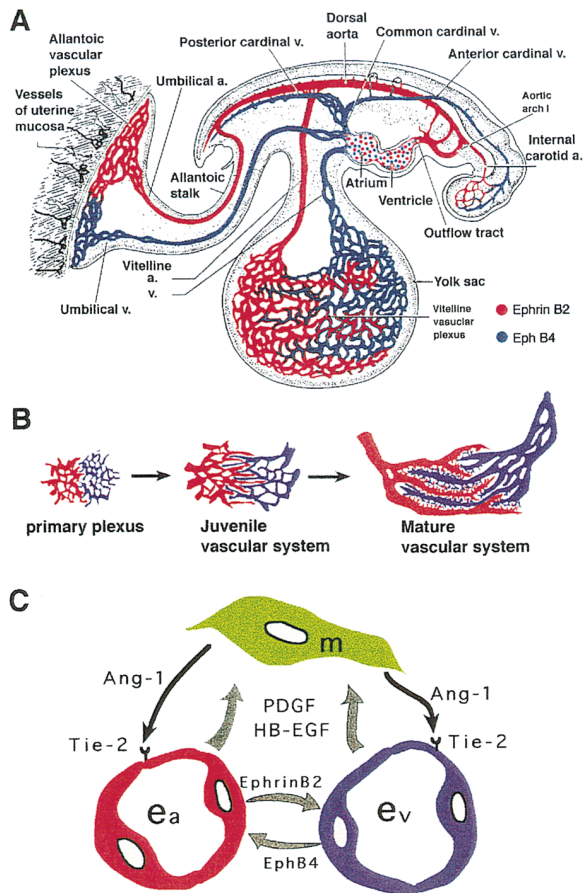 A
Allantoic
vascular
plexus
Vessels
of uterine
mucosa
Umbilical a.
Posterior cardinal v.
Dorsal
aorta
Common cardinal v.
Anterior cardinal v.
Aortic
arch I
Internal
carotid a.
Allantoic
stalk
Atrium
Ventricle
Outflow tract
Vitelline
a.
v.
Umbilical v.
Yolk sac
Vitelline
vasucular
plexus
Ephrin B2
Eph B4
B
primary plexus
Juvenile
vascular system
Mature
vascular system
C
m
Ang-1
Ang-1
PDGF
HB-EGF
Tie-2
Tie-2
EphrinB2
ea
ev
EphB4